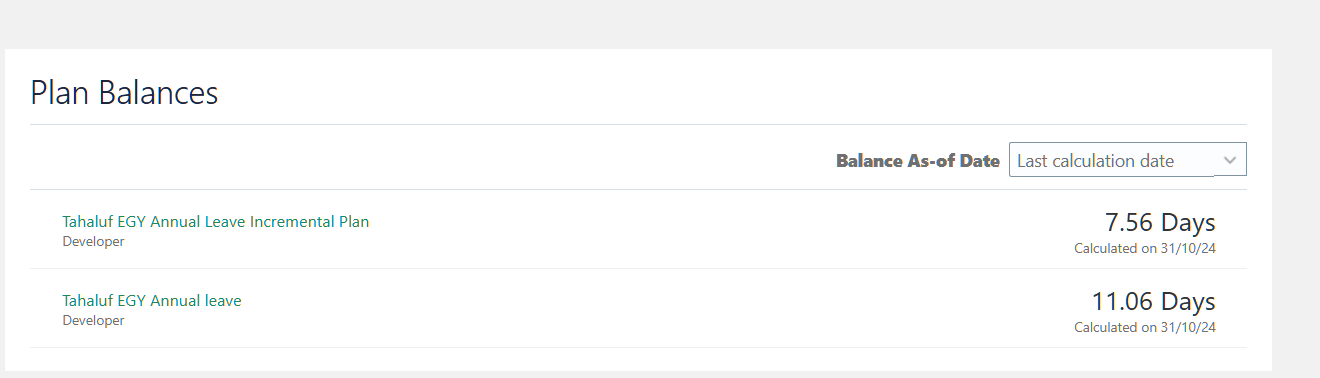 Plan Balances
Balance As-of Date Last calculation date
Tahaluf EGY Annual Leave Incremental Plan 7.56 Days
Developer Calculated on 31/10/24
Tahaluf EGY Annual leave 11.06 Days
Developer Calculated on 31/10/24